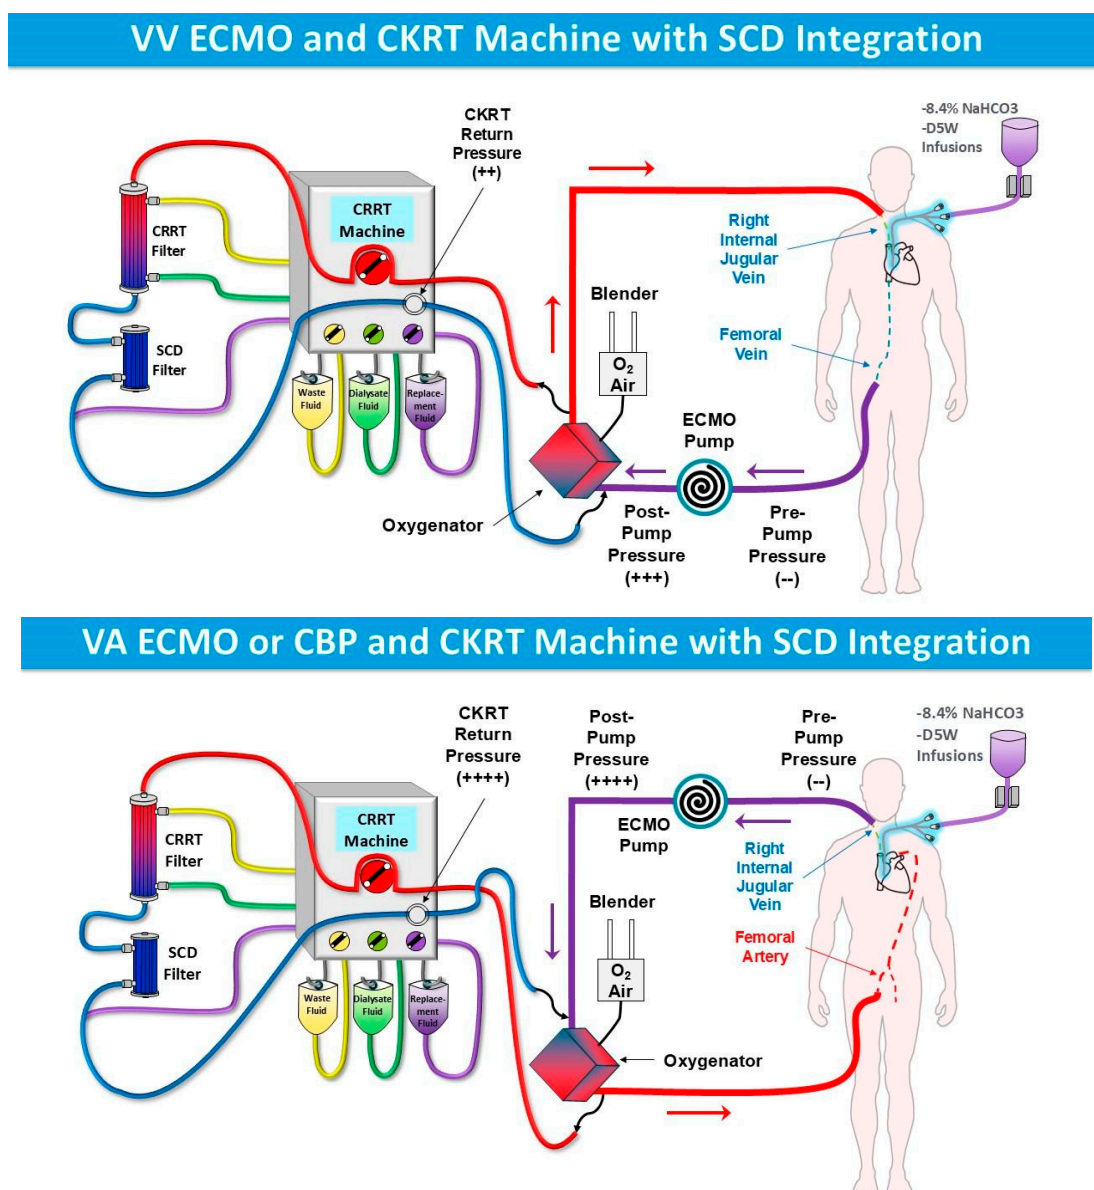 VV ECMO and CKRT Machine with SCD Integration
CKRT
Return
Pressure
(++)
-8.4% NaHCO3
-D5W
Infusions
CRRT
Machine
CRRT
Filter
SCD
Filter
Right
Internal
Jugular
Vein
Blender
Femoral
Vein
O2
Air
Waste
Fluid
Dialysate
Fluid
Replace-
ment
Fluid
ECMO
Pump
Oxygenator
Post-
Pump
Pressure
(+++)
Pre-
Pump
Pressure
(--)
VA ECMO or CBP and CKRT Machine with SCD Integration
CKRT
Return
Pressure
(++++)
Post-
Pump
Pressure
(++++)
Pre-
Pump
Pressure
(--)
-8.4% NaHCO3
-D5W
Infusions
CRRT
Machine
CRRT
Filter
SCD
Filter
ECMO
Pump
Right
Internal
Jugular
Vein
Blender
Femoral
Artery
O2
Air
Waste
Fluid
Dialysate
Fluid
Replace-
ment
Fluid
Oxygenator